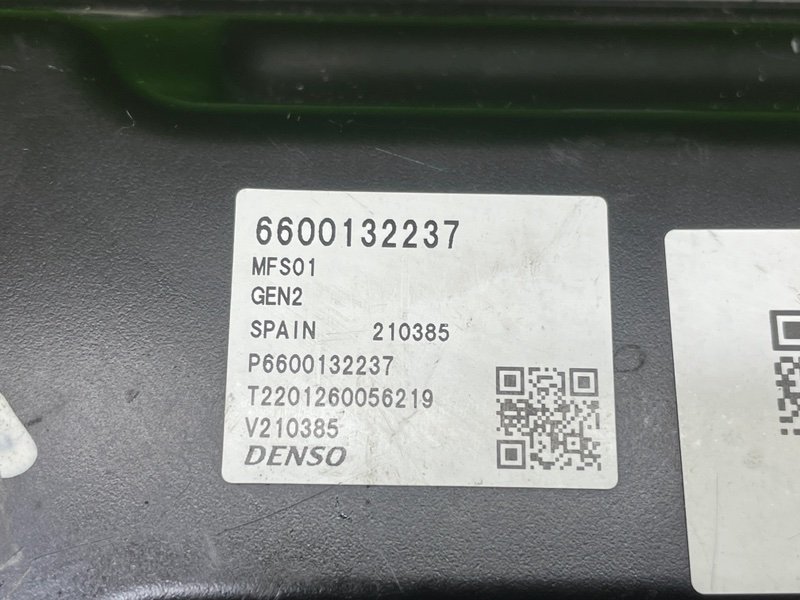 6600132237
MFS01
GEN2
SPAIN 210385
P6600132237
T2201260056219
V210385
DENSO